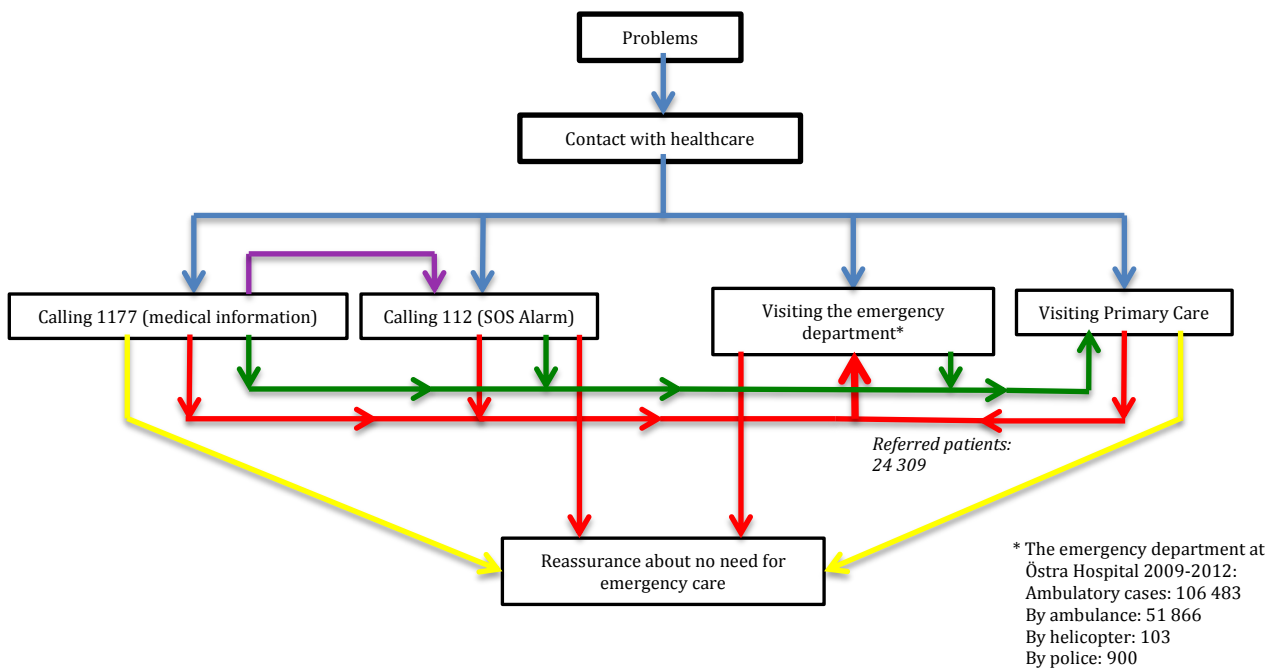 Problems
Contact with healthcare
Calling 1177 (medical information)
Calling 112 (SOS Alarm)
Visiting the emergency
department*
Visiting Primary Care
Referred patients:
24 309
Reassurance about no need for
emergency care
* The emergency department at
Östra Hospital 2009-2012:
Ambulatory cases: 106 483
By ambulance: 51 866
By helicopter: 103
By police: 900